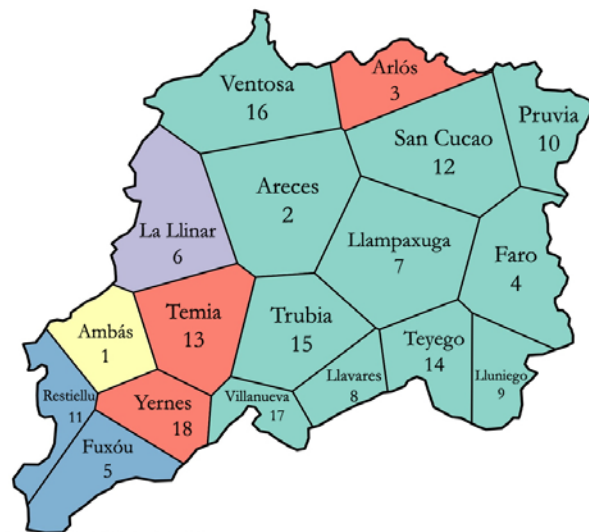 Arlós
3
Ventosa
16
Pruvia
10
San Cucao
12
Areces
2
La Llinar
6
Llampaxuga
7
Faro
4
Temia
13
Trubia
15
Ambás
1
Teyego
14
Lluniego
9
Llavares
8
Villanueva
17
Restiellu
11
Yernes
18
Fuxóu
5